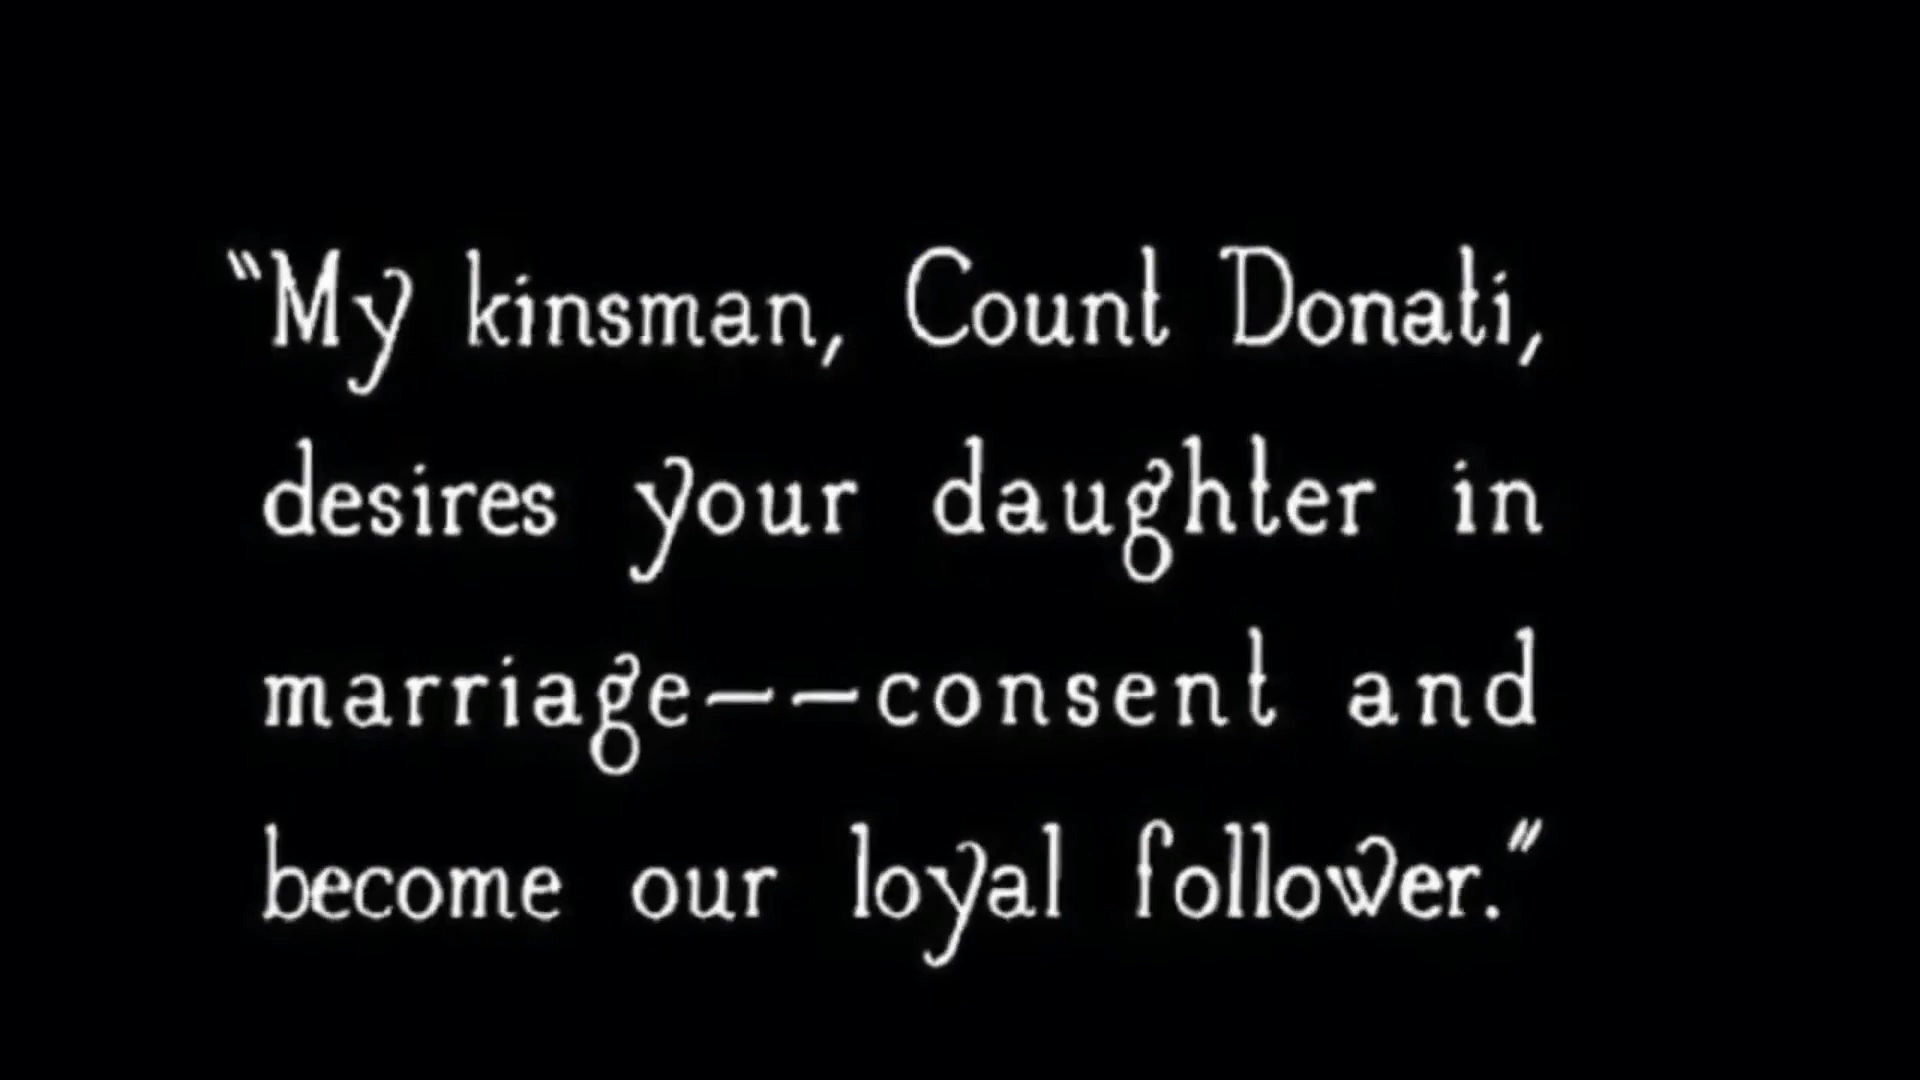 "My kinsman, Count Donati,
desires your daughter in
marriage--consent and
become our loyal follower."